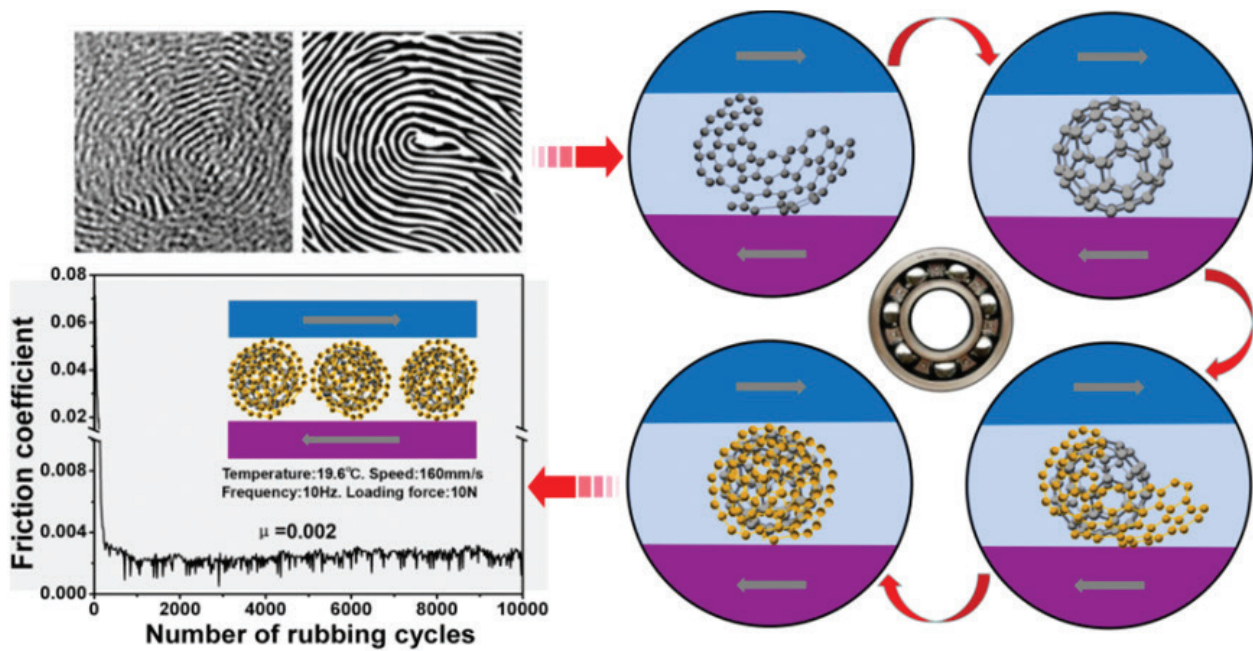 0.08
0.06
0.04
0.02
0.008
0.004
0.000
Friction coefficient
Temperature:19.6℃. Speed:160mm/s
Frequency:10Hz. Loading force:10N
μ =0.002
0
2000
4000
6000
8000
10000
Number of rubbing cycles